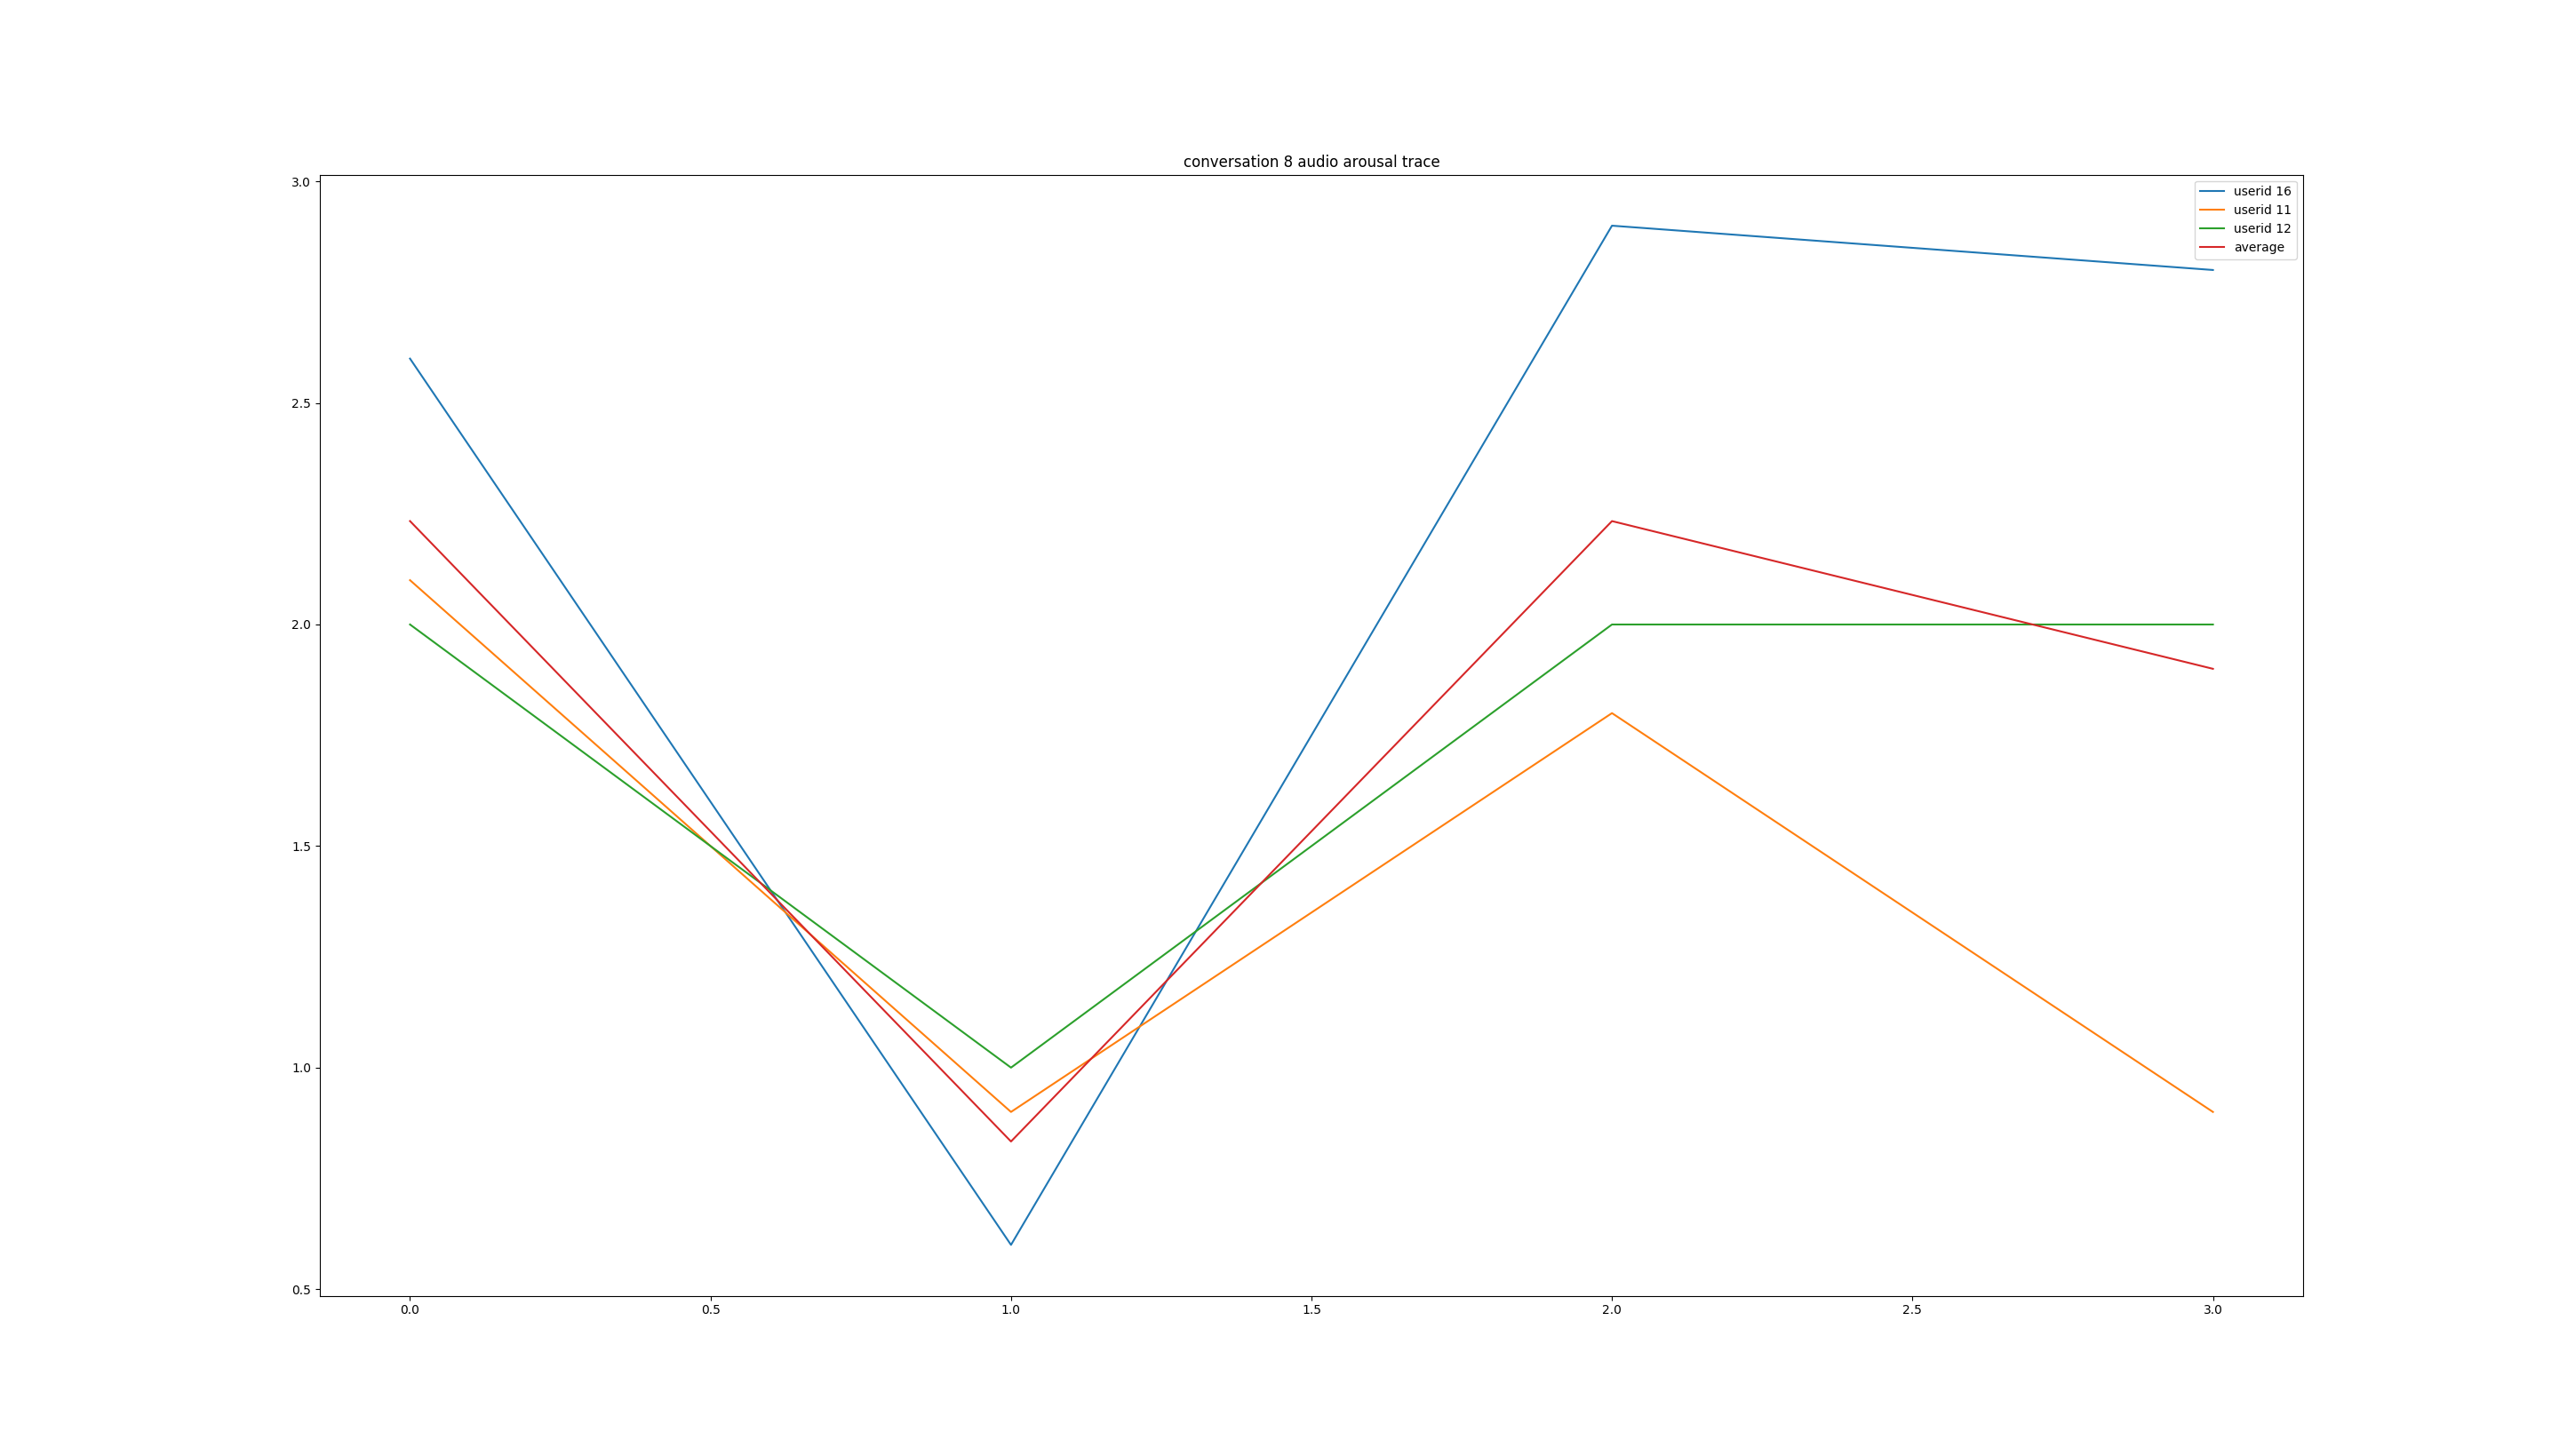 conversation 8 audio arousal trace
userid 16
userid 11
userid 12
average
3.0
2.5
2.0
1.5
1.0
0.5
0.0 0.5 1.0 1.5 2.0 2.5 3.0